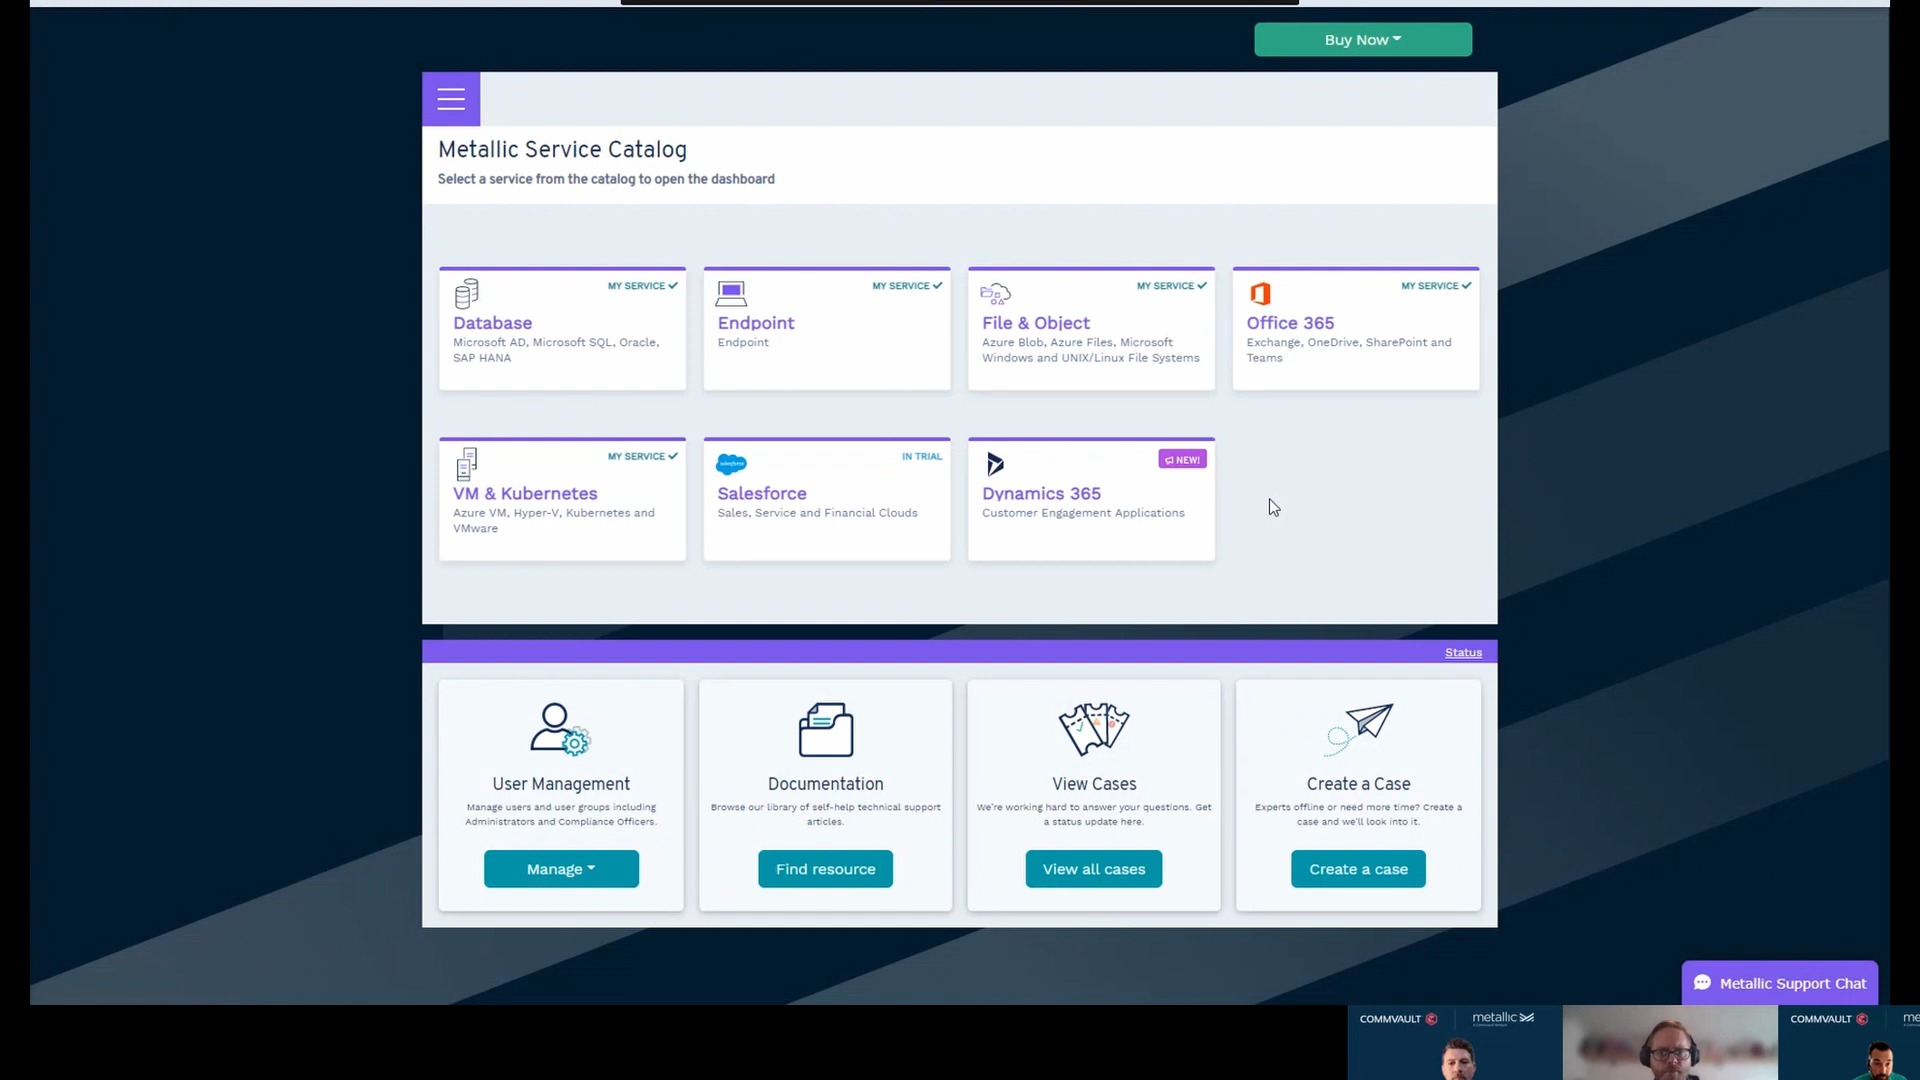 Buy Now
Metallic Service Catalog
Select a service from the catalog to open the dashboard
MY SERVICE
Database
Microsoft AD, Microsoft SQL, Oracle,
SAP HANA
MY SERVICE
Endpoint
Endpoint
MY SERVICE
File & Object
Azure Blob, Azure Files, Microsoft
Windows and UNIX/Linux File Systems
MY SERVICE
Office 365
Exchange, OneDrive, SharePoint and
Teams
MY SERVICE
VM & Kubernetes
Azure VM, Hyper-V, Kubernetes and
VMware
salesforce
IN TRIAL
Salesforce
Sales, Service and Financial Clouds
NEW!
Dynamics 365
Customer Engagement Applications
Status
User Management
Manage users and user groups including
Administrators and Compliance Officers.
Manage
Documentation
Browse our library of self-help technical support
articles.
Find resource
View Cases
We're working hard to answer your questions. Get
a status update here.
View all cases
Create a Case
Experts offline or need more time? Create a
case and we'll look into it.
Create a case
Metallic Support Chat
COMMVAULT
metallic
COMMVAULT
me